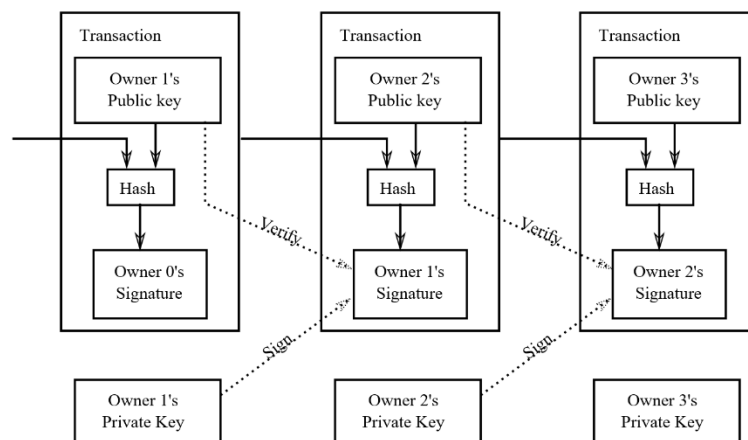 Transaction
Owner 1's
Public key
Hash
Owner 0's
Signature
Verify
Transaction
Owner 2's
Public key
Hash
Owner 1's
Signature
Verify
Transaction
Owner 3's
Public key
Hash
Owner 2's
Signature
Sign
Sign
Owner 1's
Private Key
Owner 2's
Private Key
Owner 3's
Private Key